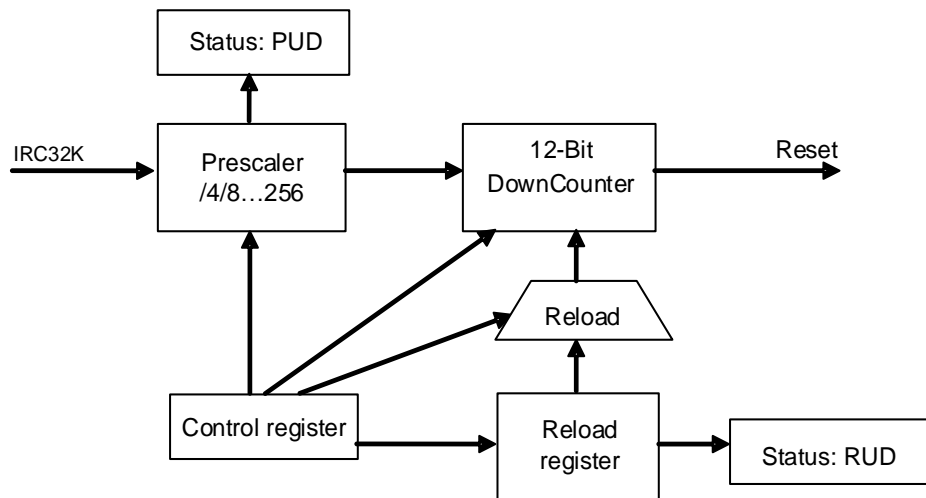 Status: PUD
IRC32K
Prescaler
/4/8…256
12-Bit
DownCounter
Reset
Reload
Control register
Reload
register
Status: RUD